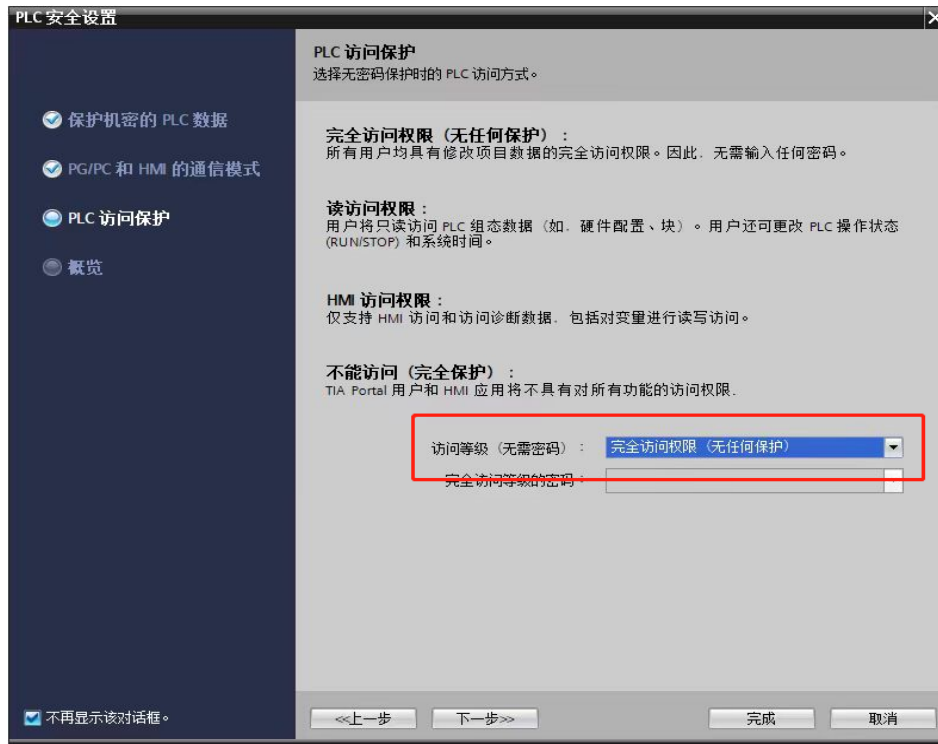 PLC 安全设置
PLC 访问保护
选择无密码保护时的 PLC 访问方式。
保护机密的 PLC 数据
PG/PC 和 HMI 的通信模式
PLC 访问保护
概览
完全访问权限（无任何保护）：
所有用户均具有修改项目数据的完全访问权限。因此，无需输入任何密码。
读访问权限：
用户将只读访问 PLC 组态数据（如，硬件配置、块）。用户还可更改 PLC 操作状态
(RUN/STOP) 和系统时间。
HMI 访问权限：
仅支持 HMI 访问和访问诊断数据，包括对变量进行读写访问。
不能访问（完全保护）：
TIA Portal 用户和 HMI 应用将不具有对所有功能的访问权限.
访问等级（无需密码）： 完全访问权限（无任何保护）
完全访问等级的密码：
不再显示该对话框。
<<上一步 下一步>> 完成 取消